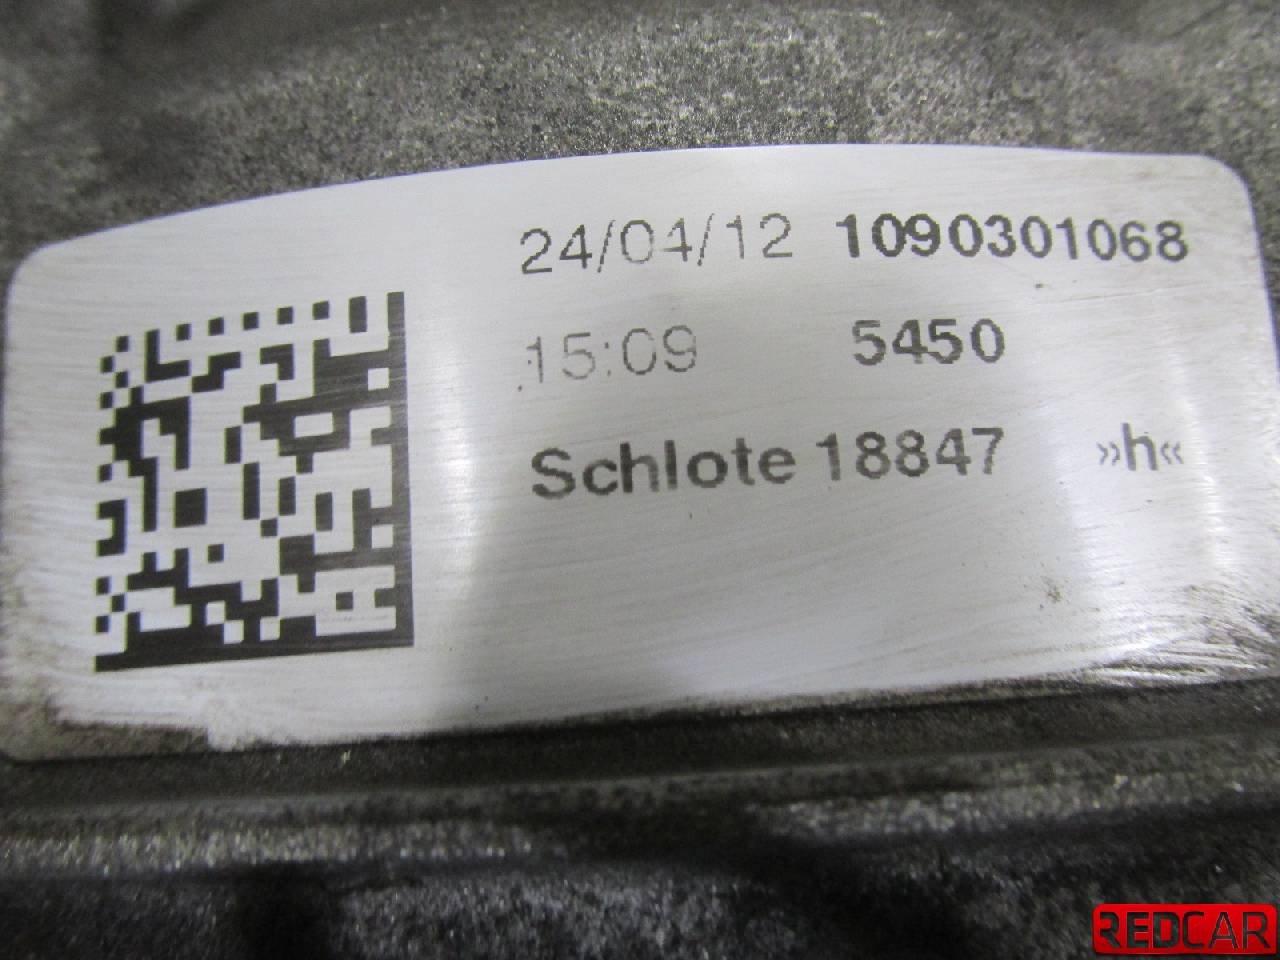 24/04/12 1090301068
15:09 5450
Schlote 18847 »h«
REDCAR